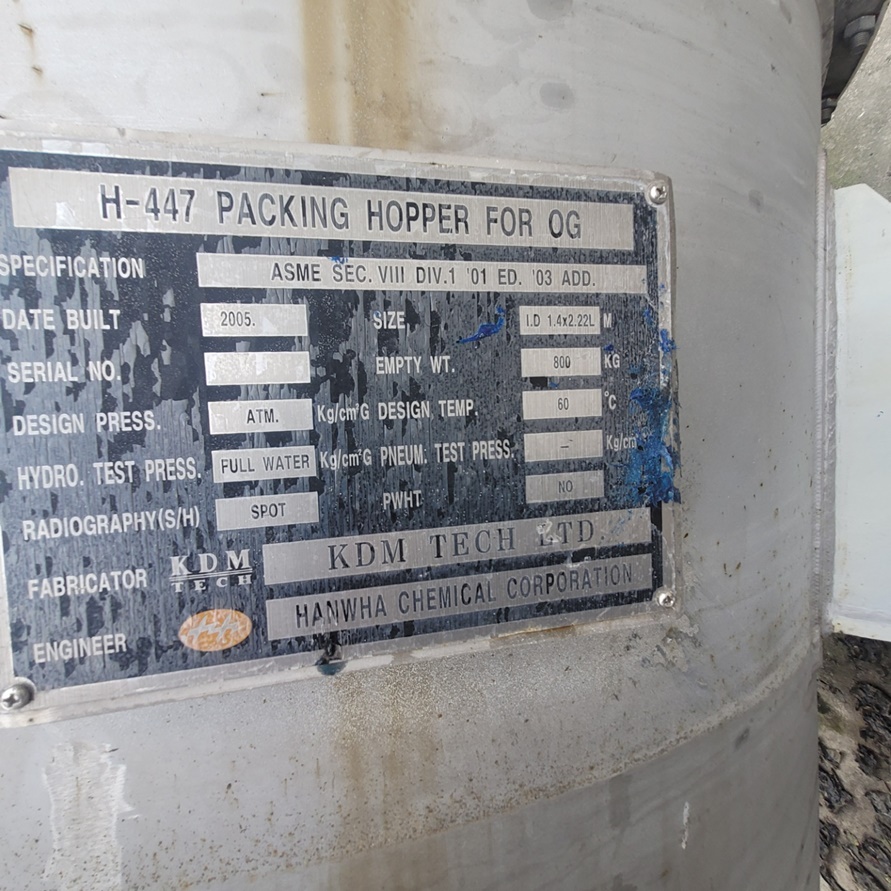 H-447 PACKING HOPPER FOR OG
SPECIFICATION ASME SEC. VIII DIV.1 '01 ED. '03 ADD.
DATE BUILT 2005. SIZE I.D 1.4x2.22L M
SERIAL NO. EMPTY WT. 800 KG
DESIGN PRESS. ATM. Kg/cm²G DESIGN TEMP. 60 °C
HYDRO. TEST PRESS. FULL WATER Kg/cm²G PNEUM. TEST PRESS. – Kg/cm
RADIOGRAPHY(S/H) SPOT PWHT. NO
FABRICATOR KDM TECH KDM TECH LTD.
ENGINEER HANWHA CHEMICAL CORPORATION